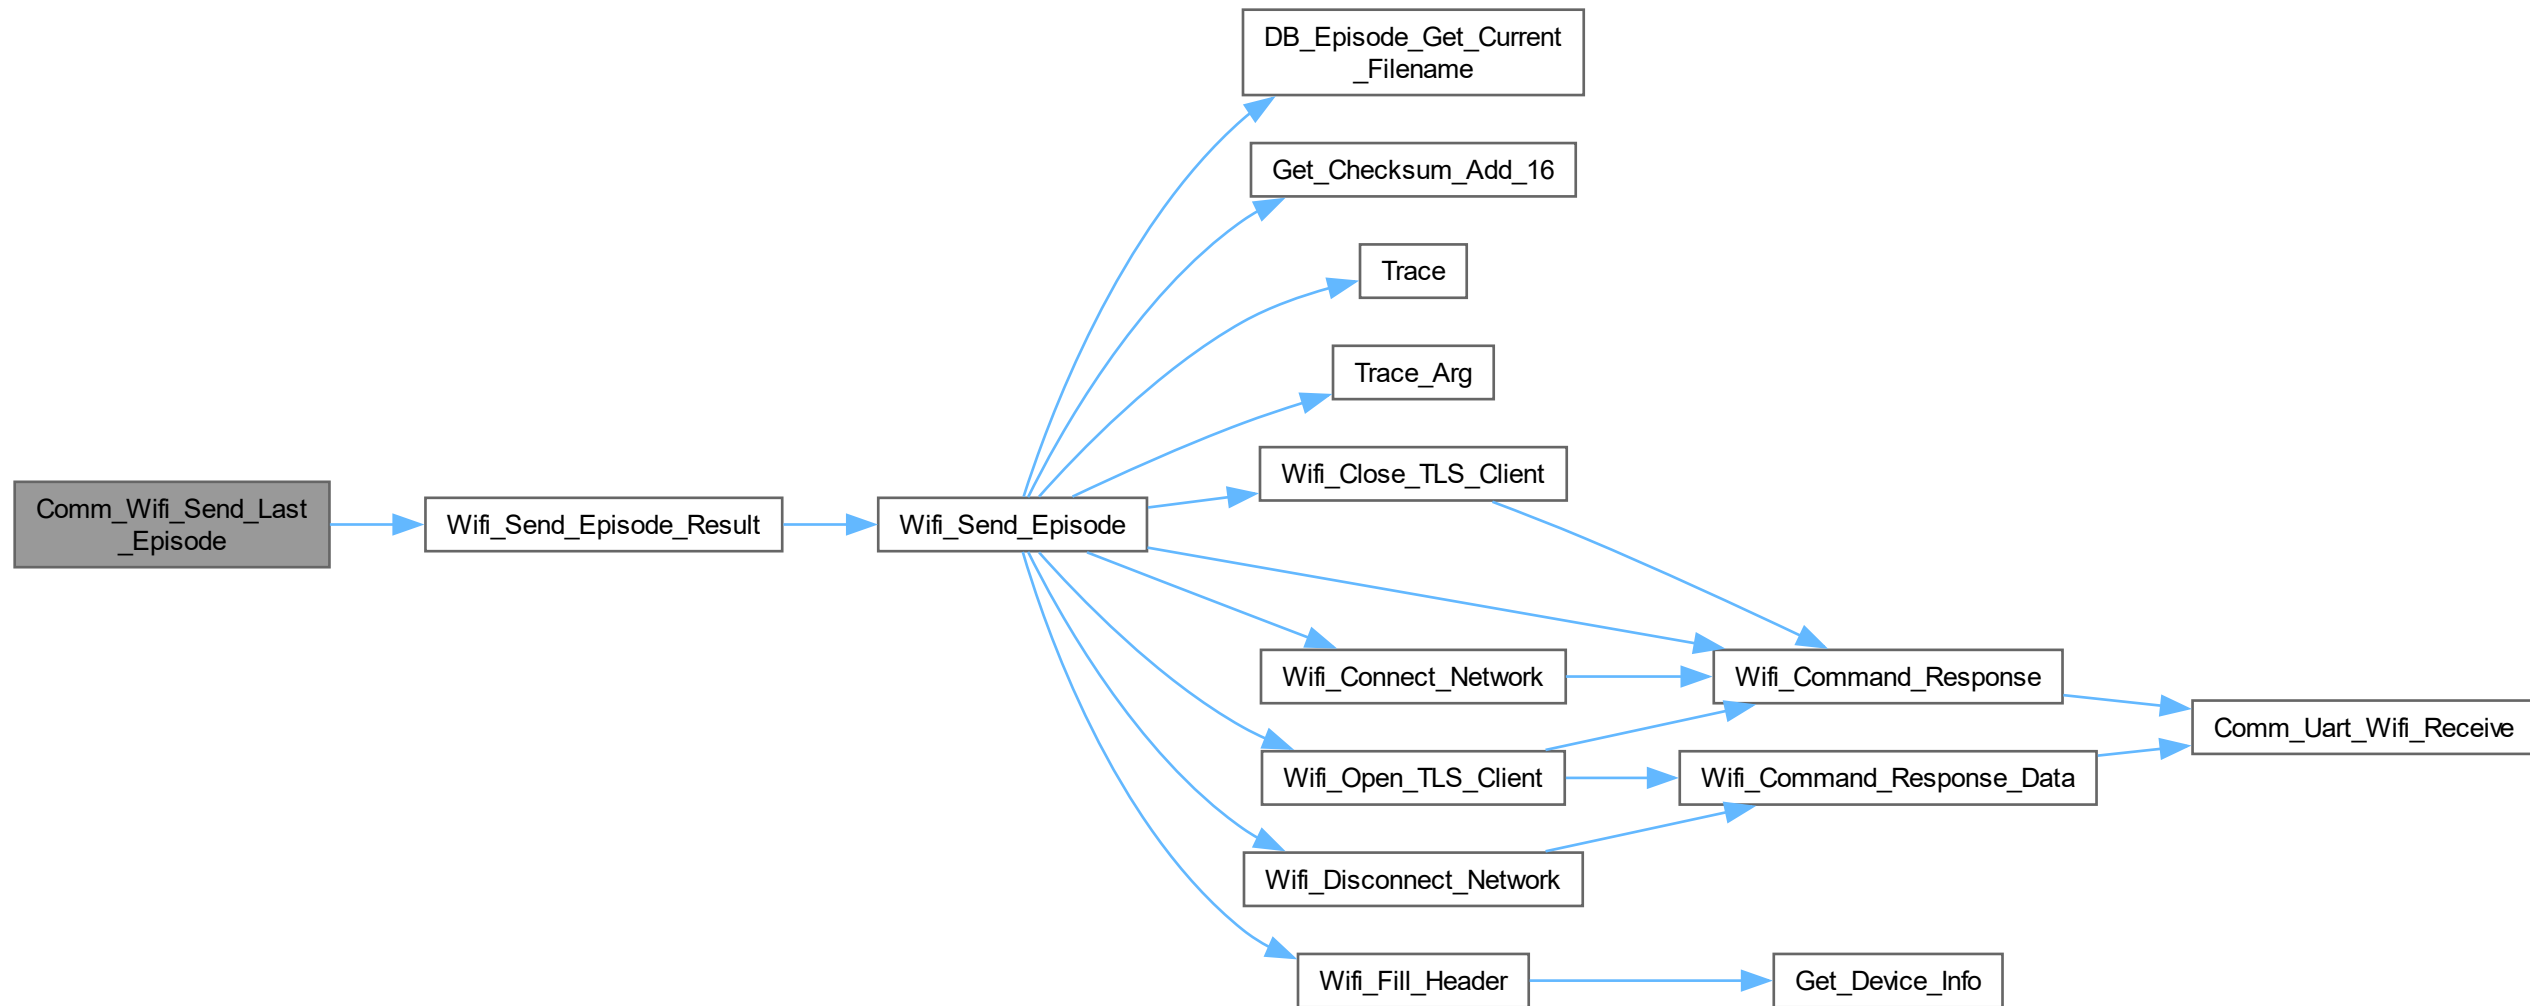 DB_Episode_Get_Current
_Filename
Get_Checksum_Add_16
Trace
Trace_Arg
Wifi_Close_TLS_Client
Comm_Wifi_Send_Last
_Episode
Wifi_Send_Episode_Result
Wifi_Send_Episode
Wifi_Connect_Network
Wifi_Command_Response
Comm_Uart_Wifi_Receive
Wifi_Open_TLS_Client
Wifi_Command_Response_Data
Wifi_Disconnect_Network
Wifi_Fill_Header
Get_Device_Info